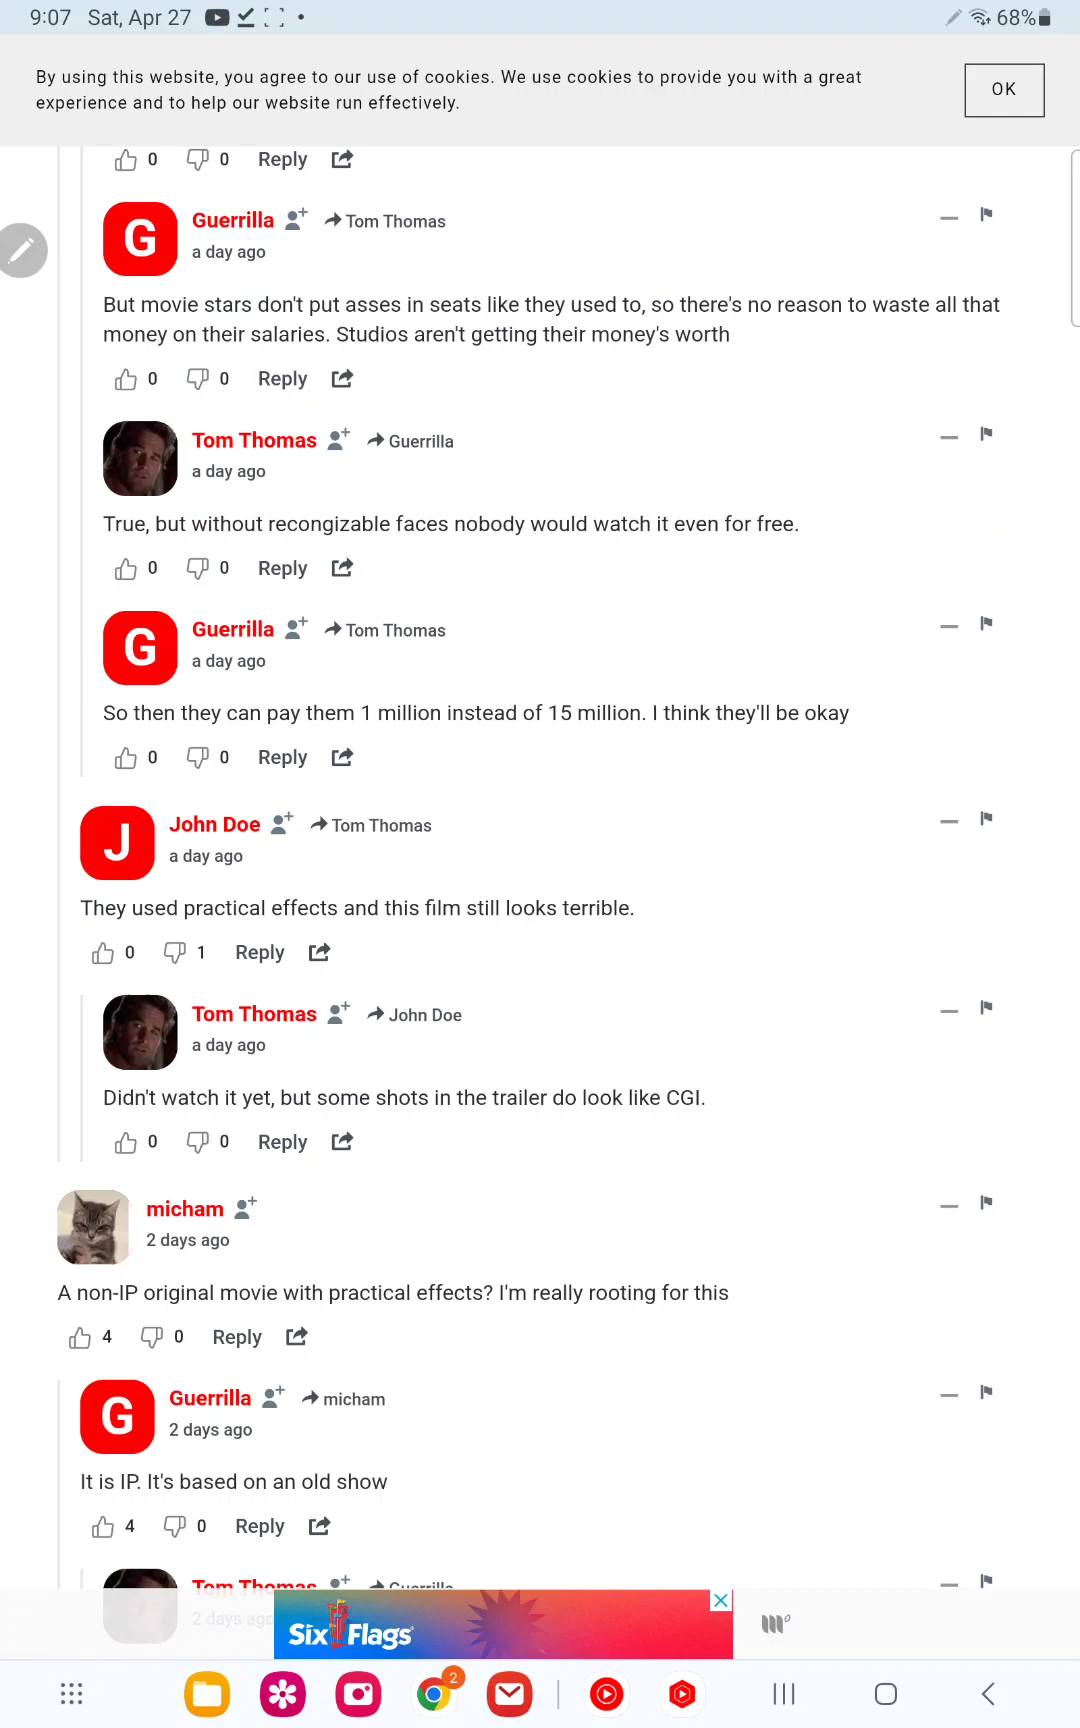 9:07 Sat, Apr 27
68%
By using this website, you agree to our use of cookies. We use cookies to provide you with a great
experience and to help our website run effectively.
OK
0 0 Reply
G
Guerrilla Tom Thomas
a day ago
But movie stars don't put asses in seats like they used to, so there's no reason to waste all that
money on their salaries. Studios aren't getting their money's worth
0 0 Reply
Tom Thomas Guerrilla
a day ago
True, but without recongizable faces nobody would watch it even for free.
0 0 Reply
G
Guerrilla Tom Thomas
a day ago
So then they can pay them 1 million instead of 15 million. I think they'll be okay
0 0 Reply
J
John Doe Tom Thomas
a day ago
They used practical effects and this film still looks terrible.
0 1 Reply
Tom Thomas John Doe
a day ago
Didn't watch it yet, but some shots in the trailer do look like CGI.
0 0 Reply
micham
2 days ago
A non-IP original movie with practical effects? I'm really rooting for this
4 0 Reply
G
Guerrilla micham
2 days ago
It is IP. It's based on an old show
4 0 Reply
Tom Thomas Guerrilla
2 days ago
Six Flags
2